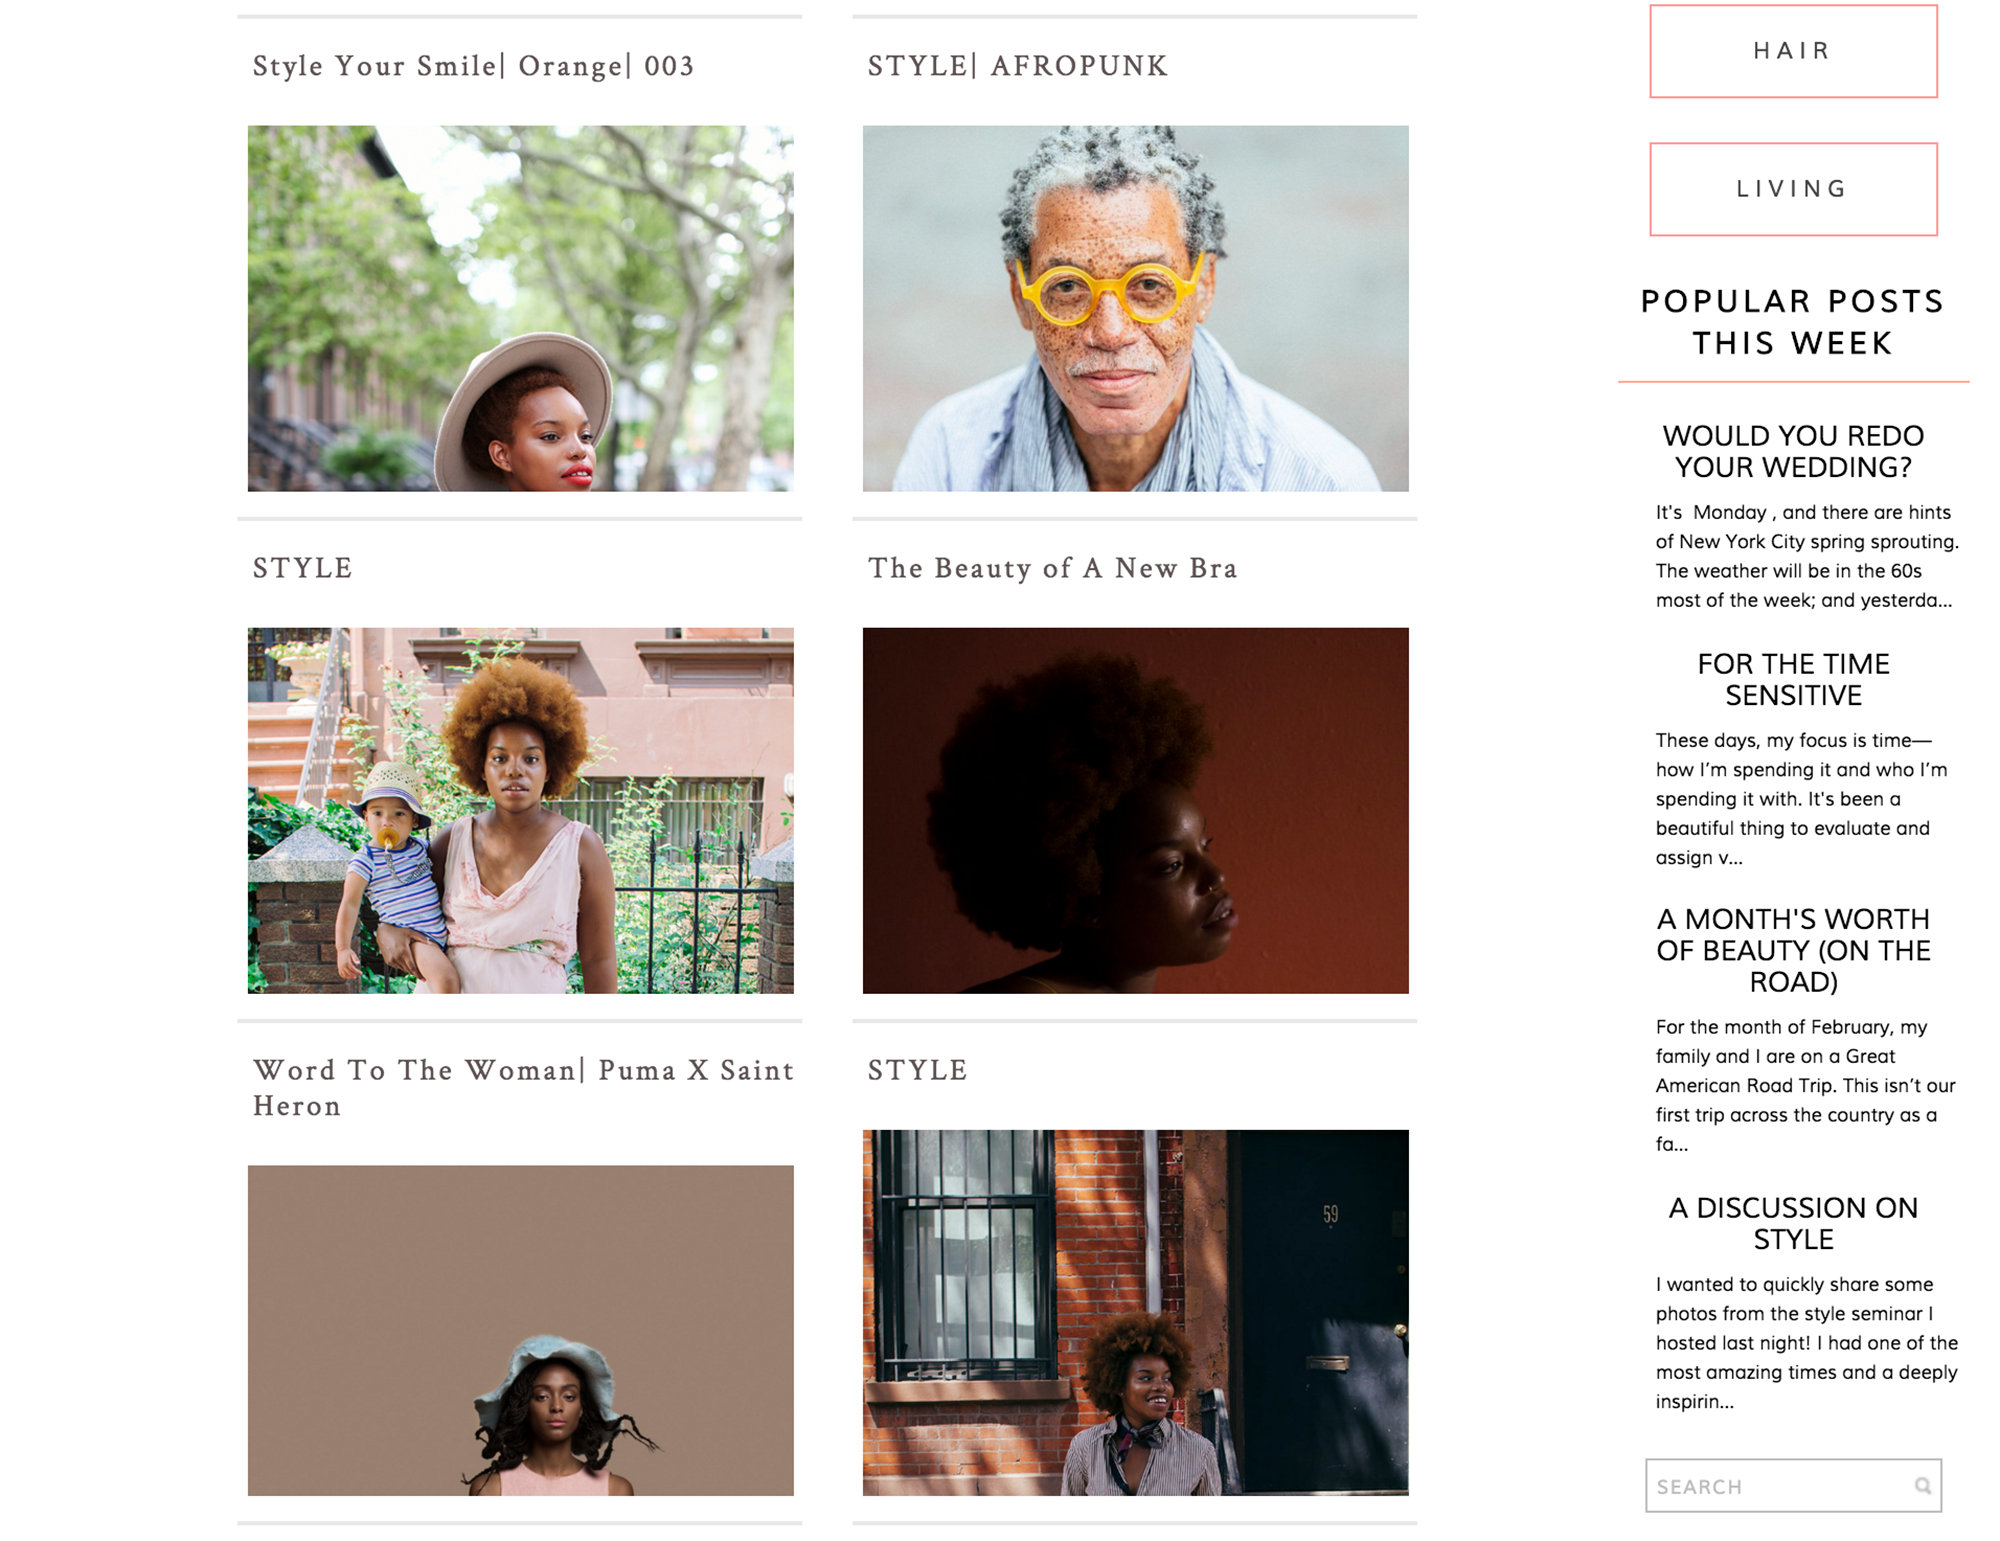 Style Your Smile| Orange| 003
STYLE| AFROPUNK
STYLE
The Beauty of A New Bra
Word To The Woman| Puma X Saint
Heron
STYLE
59
HAIR
LIVING
POPULAR POSTS
THIS WEEK
WOULD YOU REDO
YOUR WEDDING?
It's  Monday , and there are hints
of New York City spring sprouting.
The weather will be in the 60s
most of the week; and yesterda...
FOR THE TIME
SENSITIVE
These days, my focus is time—
how I’m spending it and who I’m
spending it with. It's been a
beautiful thing to evaluate and
assign v...
A MONTH'S WORTH
OF BEAUTY (ON THE
ROAD)
For the month of February, my
family and I are on a Great
American Road Trip. This isn’t our
first trip across the country as a
fa...
A DISCUSSION ON
STYLE
I wanted to quickly share some
photos from the style seminar I
hosted last night! I had one of the
most amazing times and a deeply
inspirin...
SEARCH